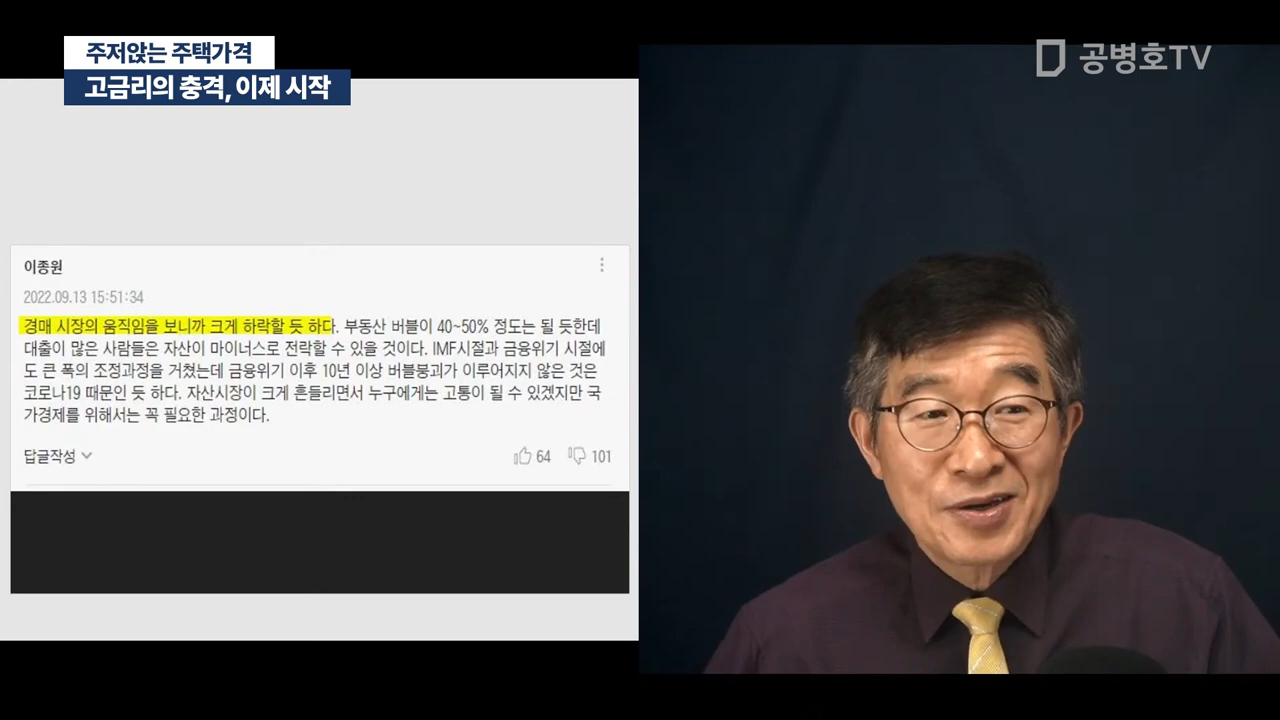 주저앉는 주택가격
고금리의 충격, 이제 시작
공병호TV
이종원
2022.09.13 15:51:34
경매 시장의 움직임을 보니까 크게 하락할 듯 하다. 부동산 버블이 40~50% 정도는 될 듯한데
대출이 많은 사람들은 자산이 마이너스로 전락할 수 있을 것이다. IMF시절과 금융위기 시절에
도 큰 폭의 조정과정을 거쳤는데 금융위기 이후 10년 이상 버블붕괴가 이루어지지 않은 것은
코로나19 때문인 듯 하다. 자산시장이 크게 흔들리면서 누구에게는 고통이 될 수 있겠지만 국
가경제를 위해서는 꼭 필요한 과정이다.
답글작성
64
101